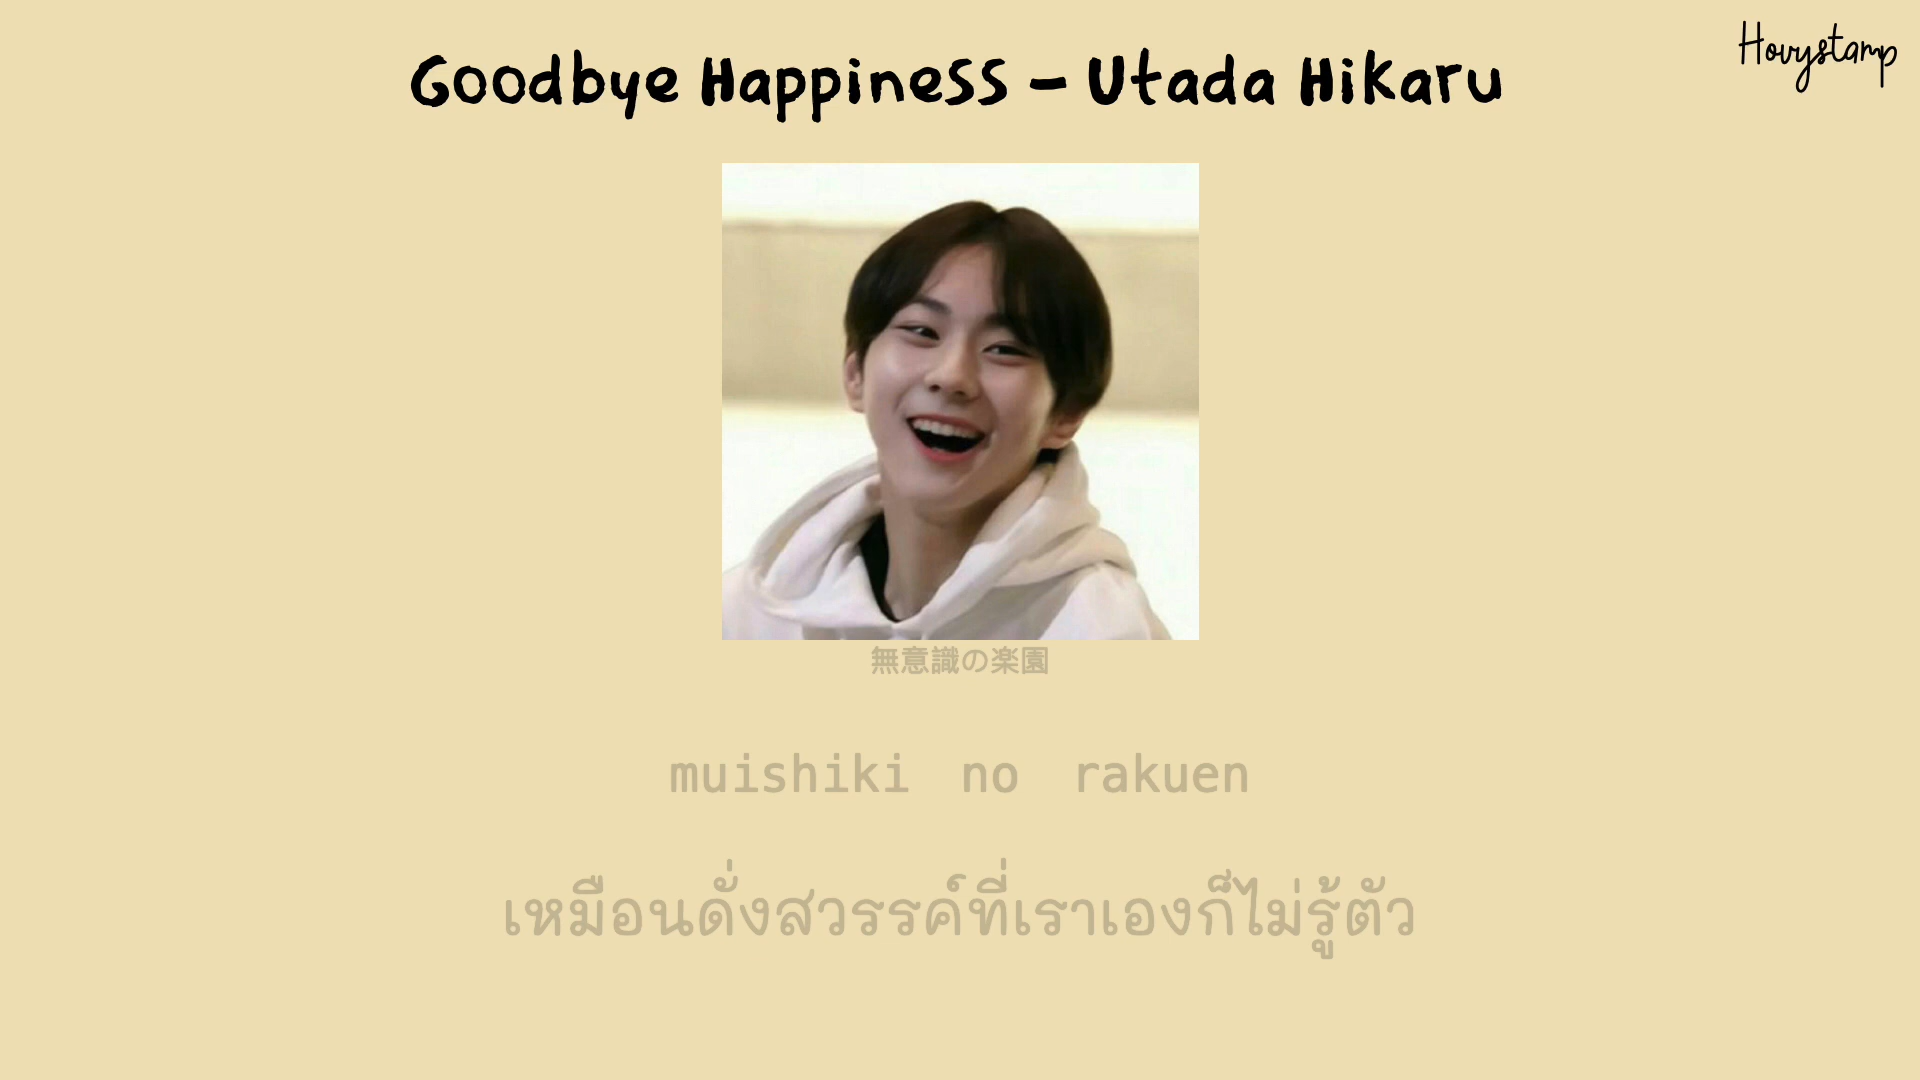 Goodbye Happiness - Utada Hikaru
Hovystamp
無意識の楽園
muishiki no rakuen
เหมือนดั่งสวรรค์ที่เราเองก็ไม่รู้ตัว